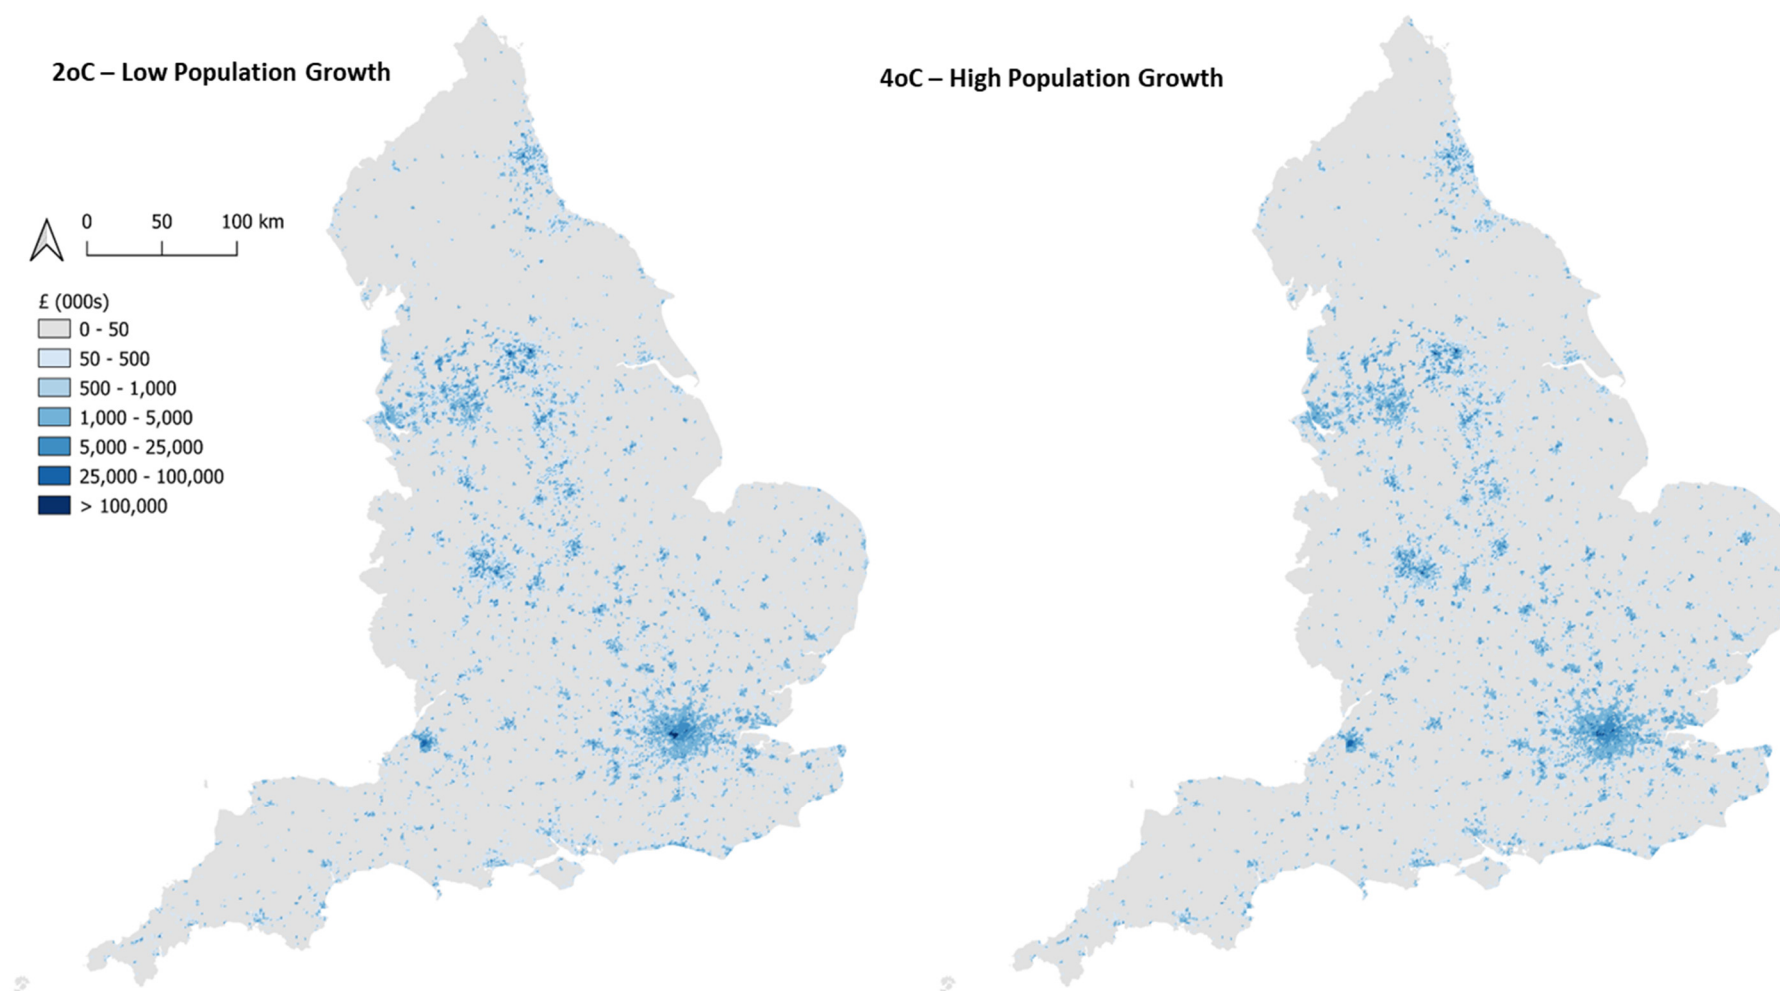 2oC – Low Population Growth
4oC – High Population Growth
0 50 100 km
£ (000s)
0 - 50
50 - 500
500 - 1,000
1,000 - 5,000
5,000 - 25,000
25,000 - 100,000
> 100,000